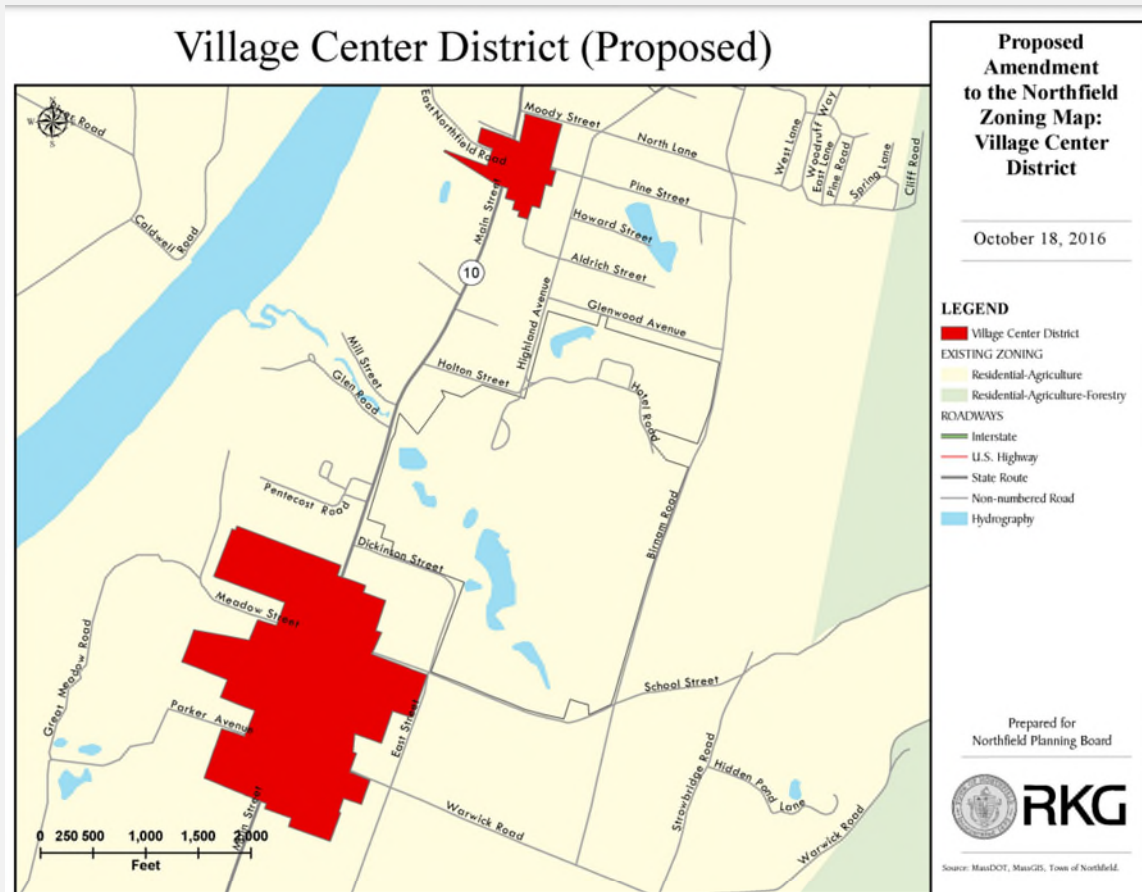 Village Center District (Proposed)
Proposed
Amendment
to the Northfield
Zoning Map:
Village Center
District
October 18, 2016
LEGEND
Village Center District
EXISTING ZONING
Residential-Agriculture
Residential-Agriculture-Forestry
ROADWAYS
Interstate
U.S. Highway
State Route
Non-numbered Road
Hydrography
Prepared for
Northfield Planning Board
RKG
Source: MassDOT, MassGIS, Town of Northfield.
N
W
E
S
River Road
Caldwell Road
East Northfield Road
Moody Street
North Lane
West Lane
Woodruff Way
East Lane
Pine Road
Spring Lane
Cliff Road
Main Street
Pine Street
Howard Street
Aldrich Street
10
Highland Avenue
Glenwood Avenue
Mill Street
Glen Road
Holton Street
Hotel Road
Pentecost Road
Dickinson Street
Birnam Road
Meadow Street
Great Meadow Road
Parker Avenue
East Street
School Street
Strowbridge Road
Hidden Pond Lane
Warwick Road
Warwick Road
Main Street
0 250 500 1,000 1,500 2,000
Feet